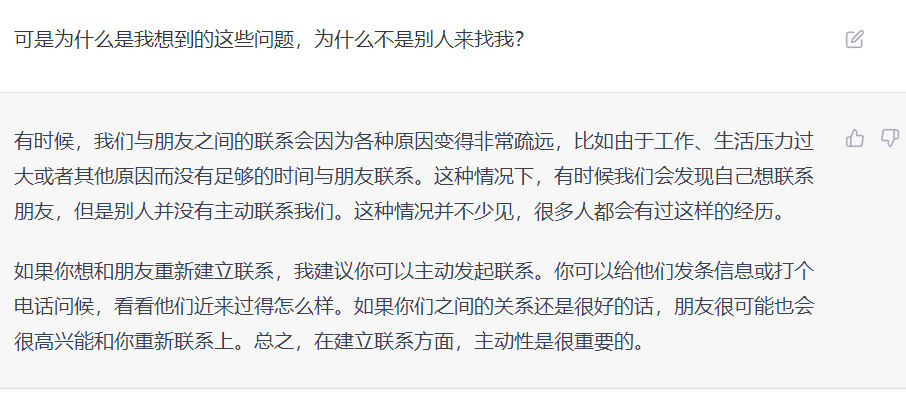 可是为什么是我想到的这些问题，为什么不是别人来找我？
有时候，我们与朋友之间的联系会因为各种原因变得非常疏远，比如由于工作、生活压力过
大或者其他原因而没有足够的时间与朋友联系。这种情况下，有时候我们会发现自己想联系
朋友，但是别人并没有主动联系我们。这种情况并不少见，很多人都会有过这样的经历。
如果你想和朋友重新建立联系，我建议你可以主动发起联系。你可以给他们发条信息或打个
电话问候，看看他们近来过得怎么样。如果你们之间的关系还是很好的话，朋友很可能也会
很高兴能和你重新联系上。总之，在建立联系方面，主动性是很重要的。